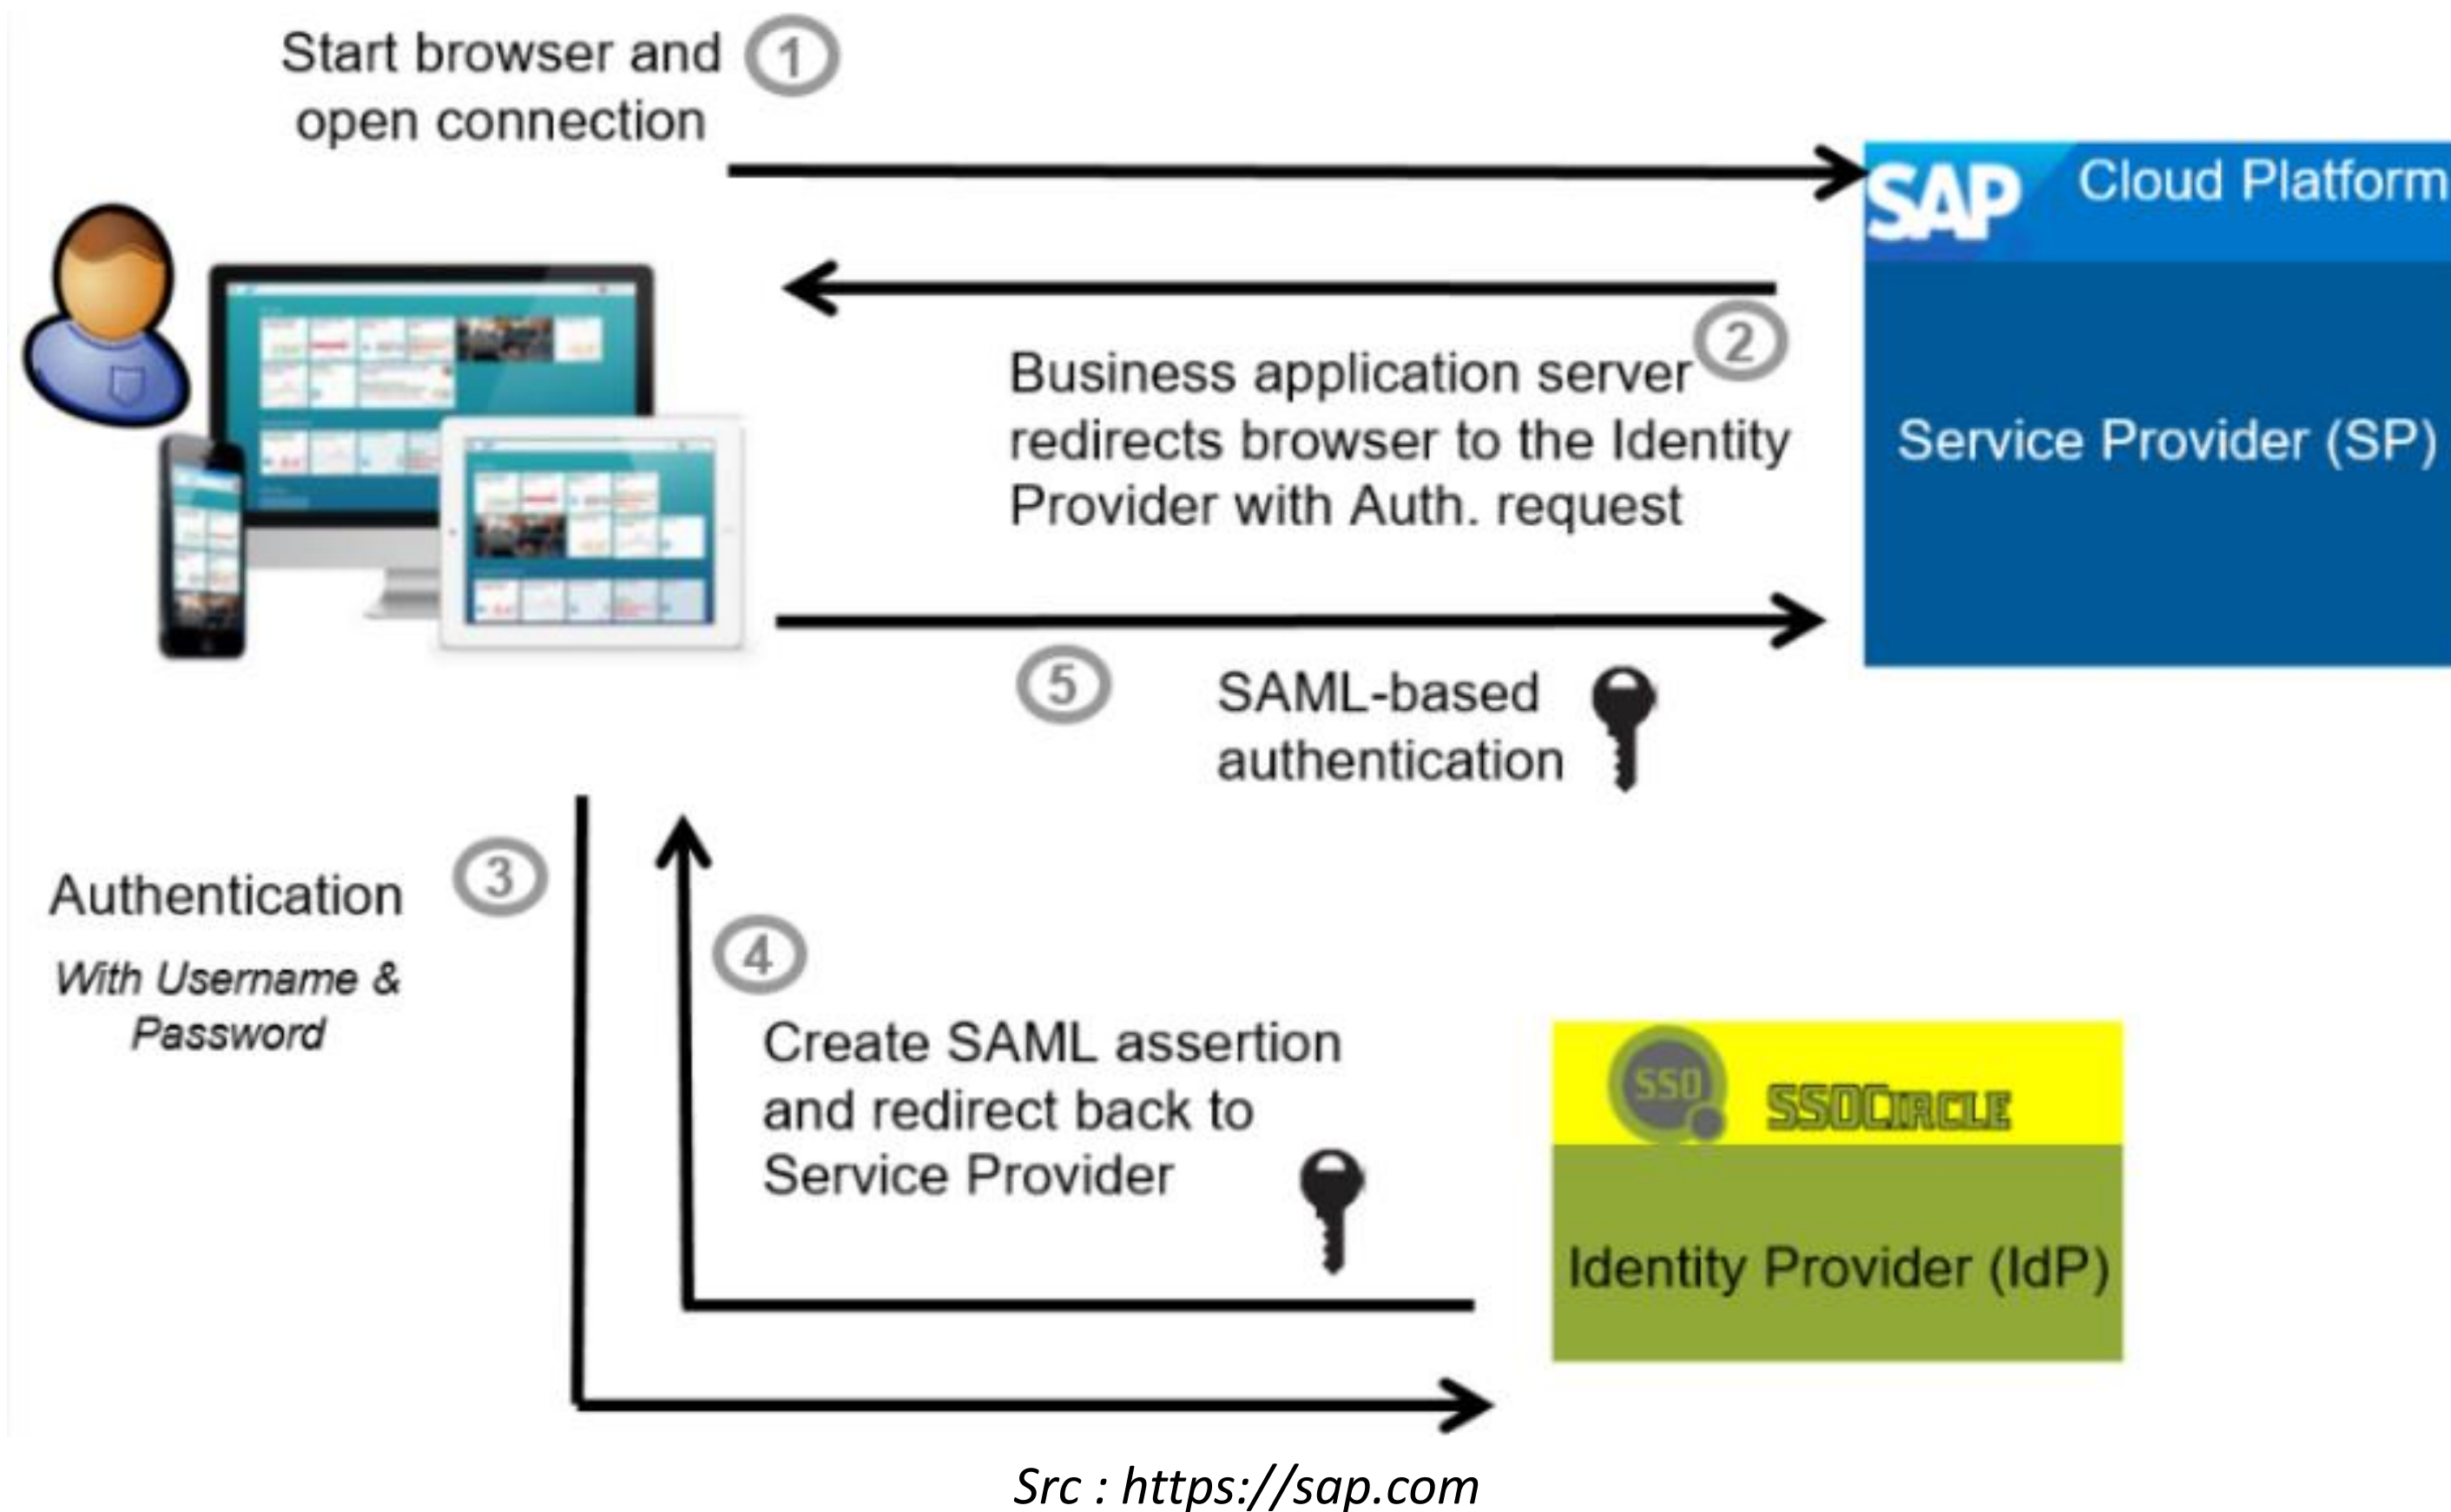 Start browser and
open connection
1
SAP
Cloud Platform
2
Business application server
redirects browser to the Identity
Provider with Auth. request
Service Provider (SP)
5
SAML-based
authentication
3
Authentication
With Username &
Password
4
Create SAML assertion
and redirect back to
Service Provider
SSO
SSOCIRCLE
Identity Provider (IdP)
Src : https://sap.com